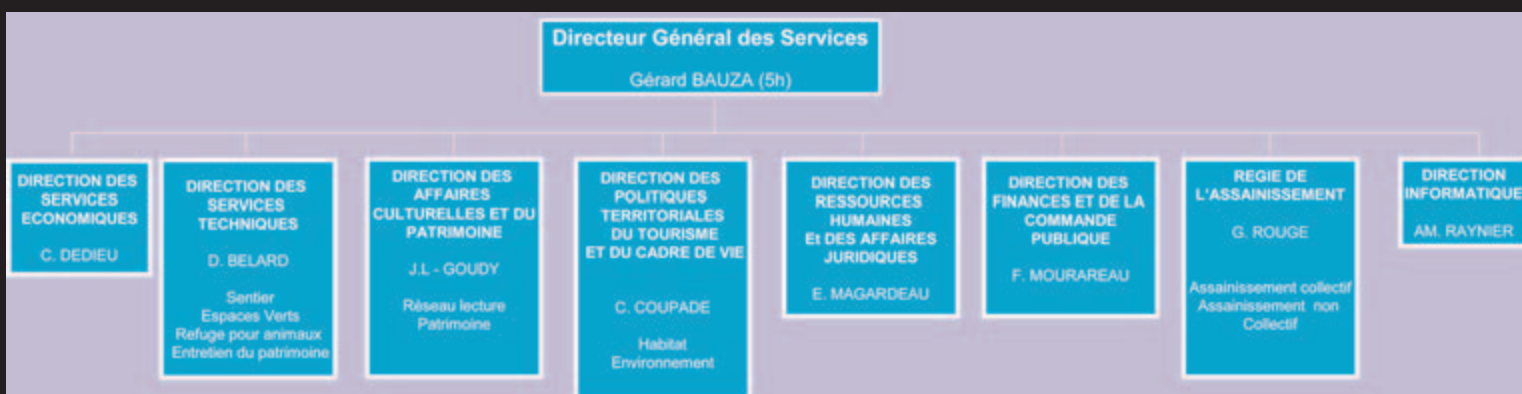 Directeur Général des Services
Gérard BAUZA (5h)
DIRECTION DES
SERVICES
ECONOMIQUES
C. DEDIEU
DIRECTION DES
SERVICES
TECHNIQUES
D. BELARD
Sentier
Espaces Verts
Refuge pour animaux
Entretien du patrimoine
DIRECTION DES
AFFAIRES
CULTURELLES ET DU
PATRIMOINE
J.L - GOUDY
Réseau lecture
Patrimoine
DIRECTION DES
POLITIQUES
TERRITORIALES
DU TOURISME
ET DU CADRE DE VIE
C. COUPADE
Habitat
Environnement
DIRECTION DES
RESSOURCES
HUMAINES
Et DES AFFAIRES
JURIDIQUES
E. MAGARDEAU
DIRECTION DES
FINANCES ET DE LA
COMMANDE
PUBLIQUE
F. MOURAREAU
REGIE DE
L'ASSAINISSEMENT
G. ROUGE
Assainissement collectif
Assainissement non
Collectif
DIRECTION
INFORMATIQUE
AM. RAYNIER